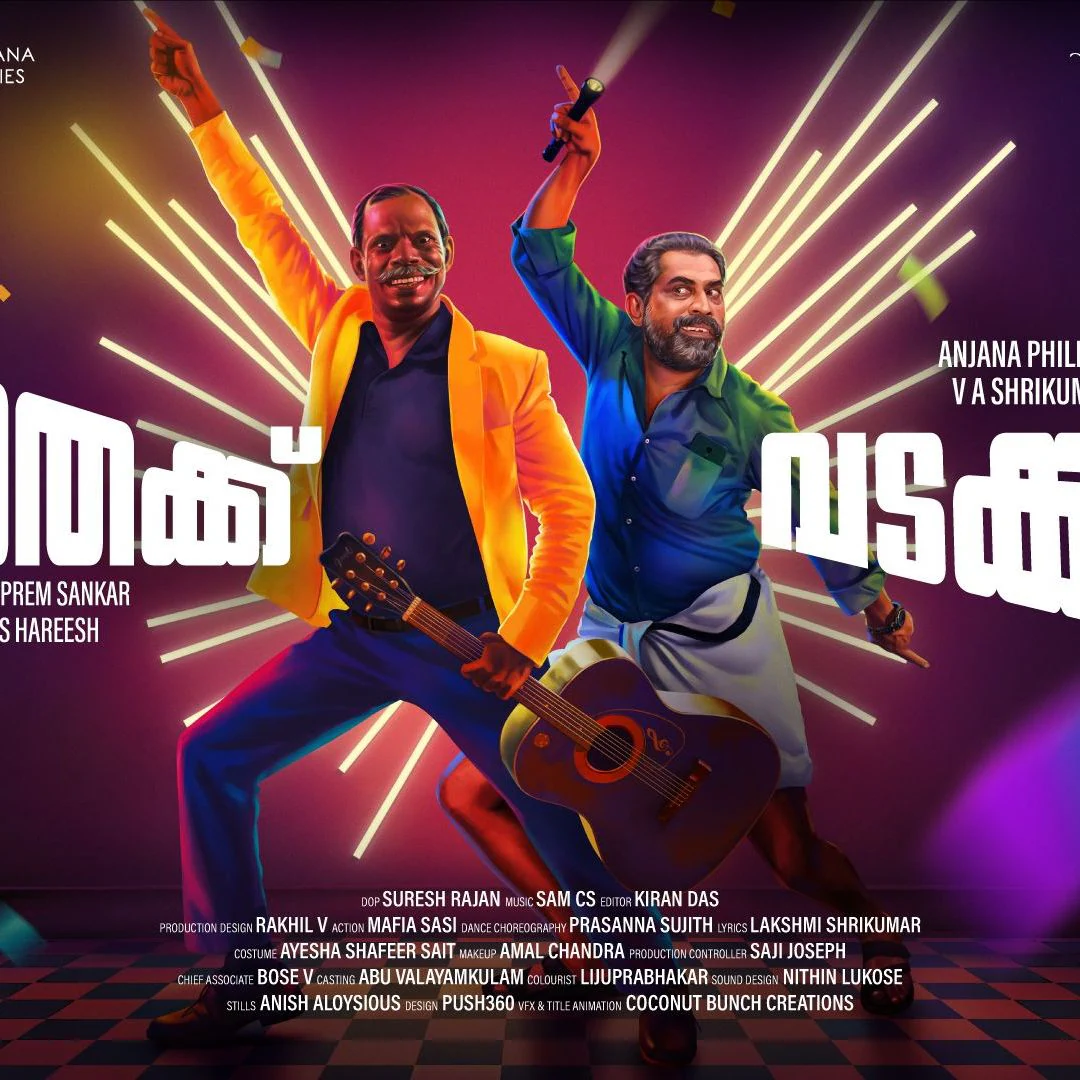 ANA
IES
ANJANA PHILI
V A SHRIKUM
തെക്ക് വടക്ക
PREM SANKAR
S HAREESH
DOP SURESH RAJAN MUSIC SAM CS EDITOR KIRAN DAS
PRODUCTION DESIGN RAKHIL V ACTION MAFIA SASI DANCE CHOREOGRAPHY PRASANNA SUJITH LYRICS LAKSHMI SHRIKUMAR
COSTUME AYESHA SHAFEER SAIT MAKEUP AMAL CHANDRA PRODUCTION CONTROLLER SAJI JOSEPH
CHIEF ASSOCIATE BOSE V CASTING ABU VALAYAMKULAM COLOURIST LIJUPRABHAKAR SOUND DESIGN NITHIN LUKOSE
STILLS ANISH ALOYSIOUS DESIGN PUSH360 VFX & TITLE ANIMATION COCONUT BUNCH CREATIONS